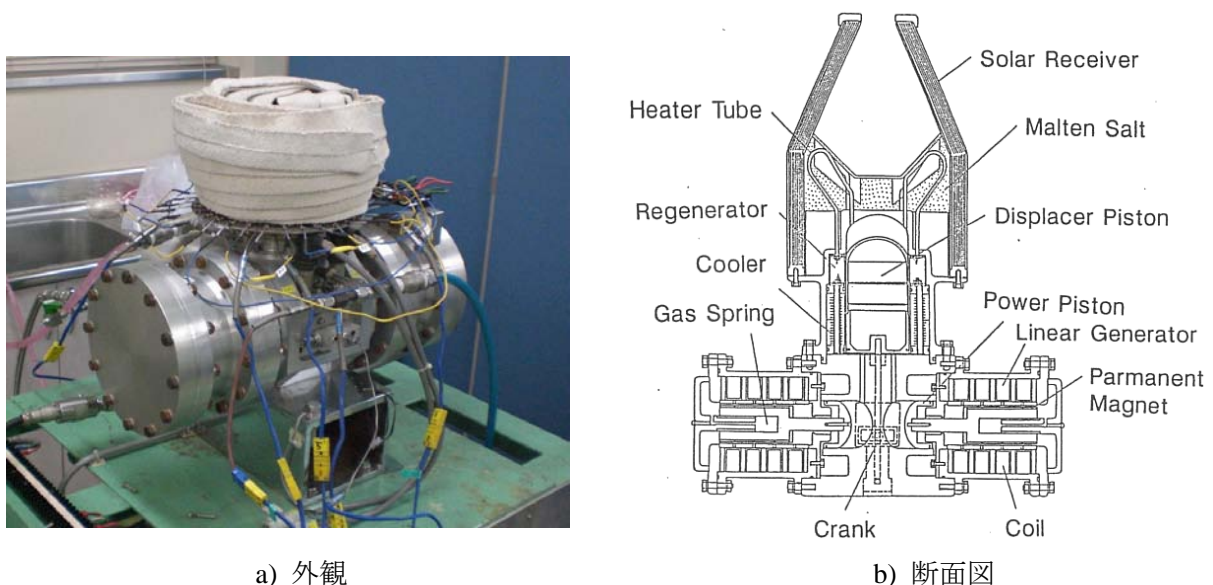 Solar Receiver
Heater Tube
Malten Salt
Regenerator
Displacer Piston
Cooler
Power Piston
Gas Spring
Linear Generator
Parmanent
Magnet
Crank
Coil
a) 外観
b) 断面図